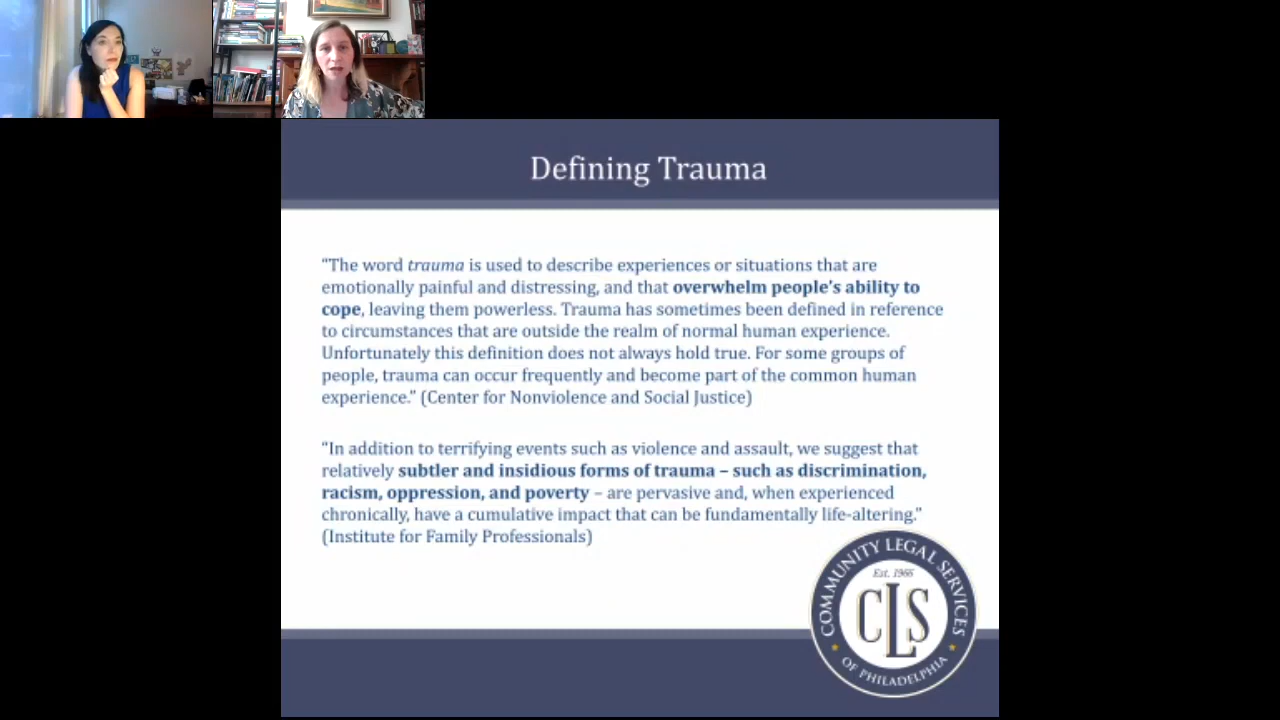 Defining Trauma
“The word trauma is used to describe experiences or situations that are
emotionally painful and distressing, and that overwhelm people’s ability to
cope, leaving them powerless. Trauma has sometimes been defined in reference
to circumstances that are outside the realm of normal human experience.
Unfortunately this definition does not always hold true. For some groups of
people, trauma can occur frequently and become part of the common human
experience.” (Center for Nonviolence and Social Justice)
“In addition to terrifying events such as violence and assault, we suggest that
relatively subtler and insidious forms of trauma – such as discrimination,
racism, oppression, and poverty – are pervasive and, when experienced
chronically, have a cumulative impact that can be fundamentally life-altering.”
(Institute for Family Professionals)
COMMUNITY LEGAL SERVICES
Est. 1966
CLS
OF PHILADELPHIA